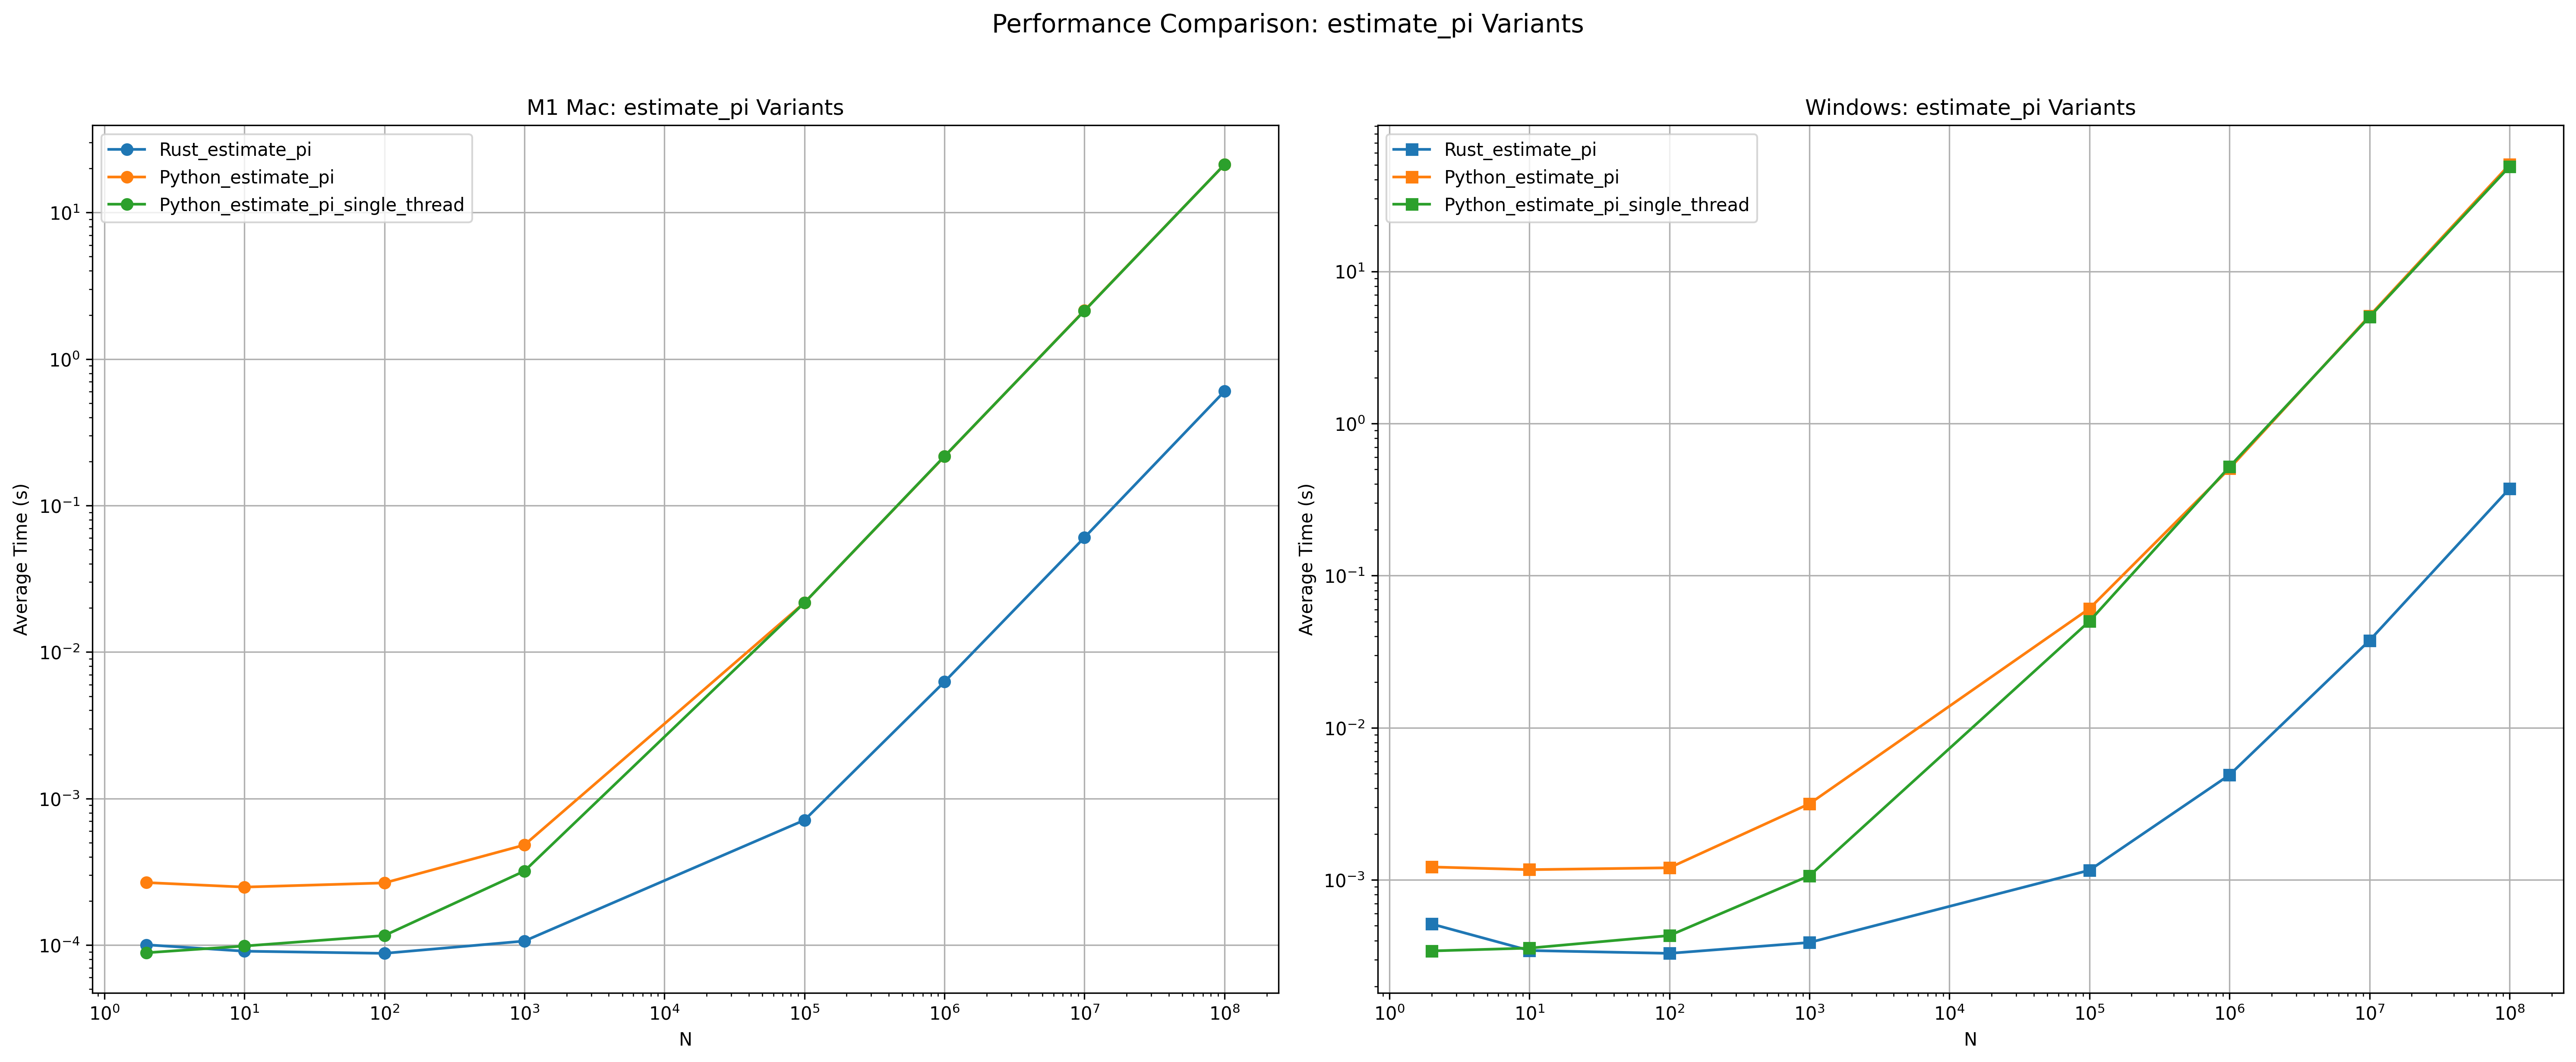 Performance Comparison: estimate_pi Variants
M1 Mac: estimate_pi Variants
Rust_estimate_pi
Python_estimate_pi
Python_estimate_pi_single_thread
Average Time (s)
10¹
10⁰
10⁻¹
10⁻²
10⁻³
10⁻⁴
10⁰ 10¹ 10² 10³ 10⁴ 10⁵ 10⁶ 10⁷ 10⁸
N
Windows: estimate_pi Variants
Rust_estimate_pi
Python_estimate_pi
Python_estimate_pi_single_thread
Average Time (s)
10¹
10⁰
10⁻¹
10⁻²
10⁻³
10⁰ 10¹ 10² 10³ 10⁴ 10⁵ 10⁶ 10⁷ 10⁸
N